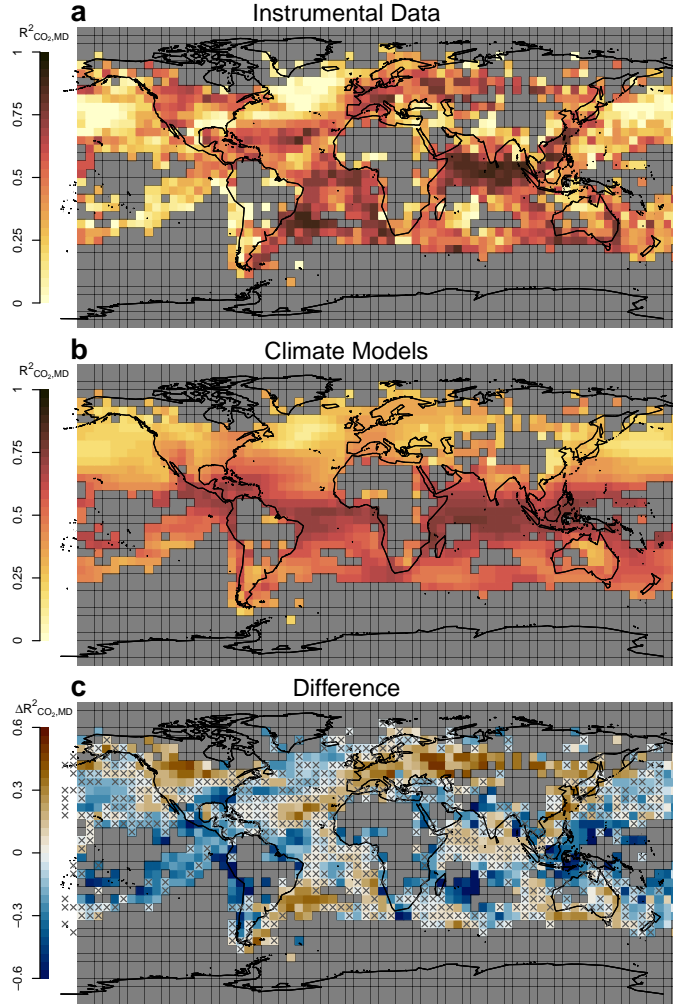 a Instrumental Data
R²CO₂,MD
1
0.75
0.5
0.25
0
b Climate Models
R²CO₂,MD
1
0.75
0.5
0.25
0
c Difference
ΔR²CO₂,MD
0.6
0.3
0
−0.3
−0.6